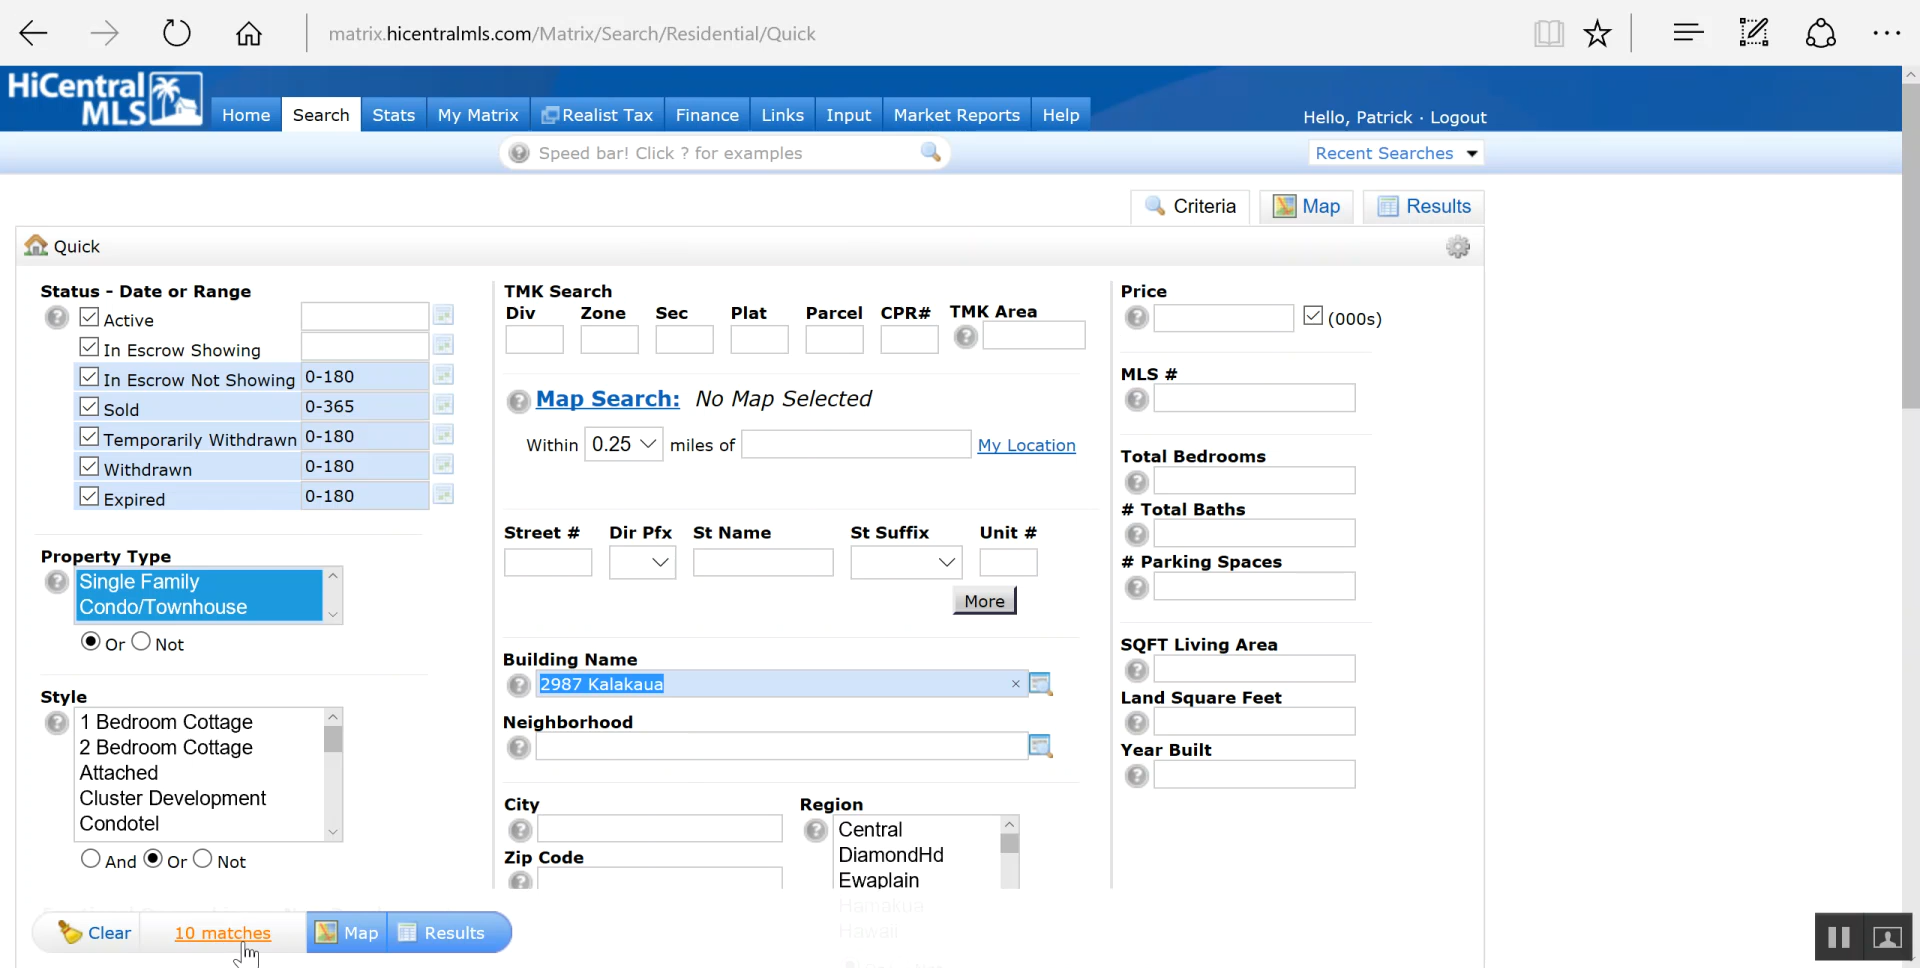 matrix.hicentralmls.com/Matrix/Search/Residential/Quick
HiCentral
MLS
Home Search Stats My Matrix Realist Tax Finance Links Input Market Reports Help
Hello, Patrick · Logout
Speed bar! Click ? for examples
Recent Searches
Criteria Map Results
Quick
Status - Date or Range
Active
In Escrow Showing
In Escrow Not Showing 0-180
Sold 0-365
Temporarily Withdrawn 0-180
Withdrawn 0-180
Expired 0-180
Property Type
Single Family
Condo/Townhouse
Or Not
Style
1 Bedroom Cottage
2 Bedroom Cottage
Attached
Cluster Development
Condotel
And Or Not
TMK Search
Div Zone Sec Plat Parcel CPR# TMK Area
Map Search: No Map Selected
Within 0.25 miles of My Location
Street # Dir Pfx St Name St Suffix Unit #
More
Building Name
2987 Kalakaua ×
Neighborhood
City
Zip Code
Region
Central
DiamondHd
Ewaplain
Hamakua
Hawaii
Price
(000s)
MLS #
Total Bedrooms
# Total Baths
# Parking Spaces
SQFT Living Area
Land Square Feet
Year Built
Clear 10 matches Map Results